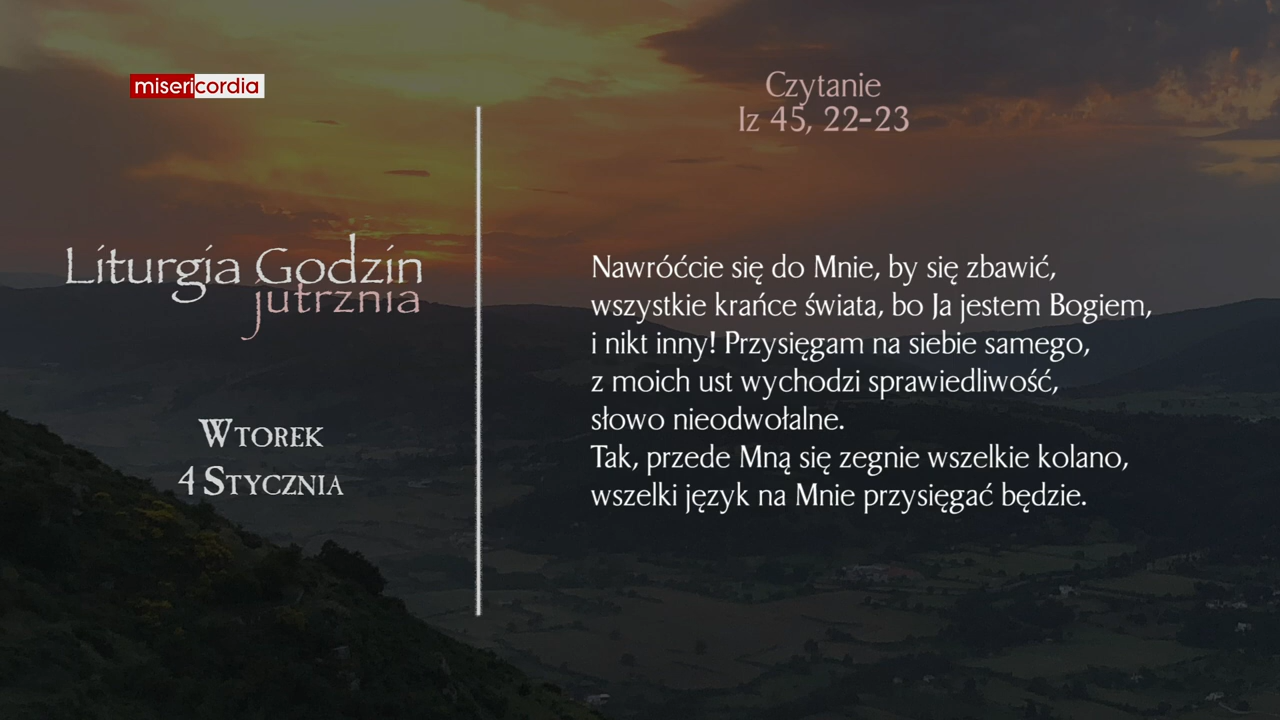 misericordia
Liturgia Godzin
jutrznia
Wtorek
4 Stycznia
Czytanie
Iz 45, 22-23
Nawróćcie się do Mnie, by się zbawić,
wszystkie krańce świata, bo Ja jestem Bogiem,
i nikt inny! Przysięgam na siebie samego,
z moich ust wychodzi sprawiedliwość,
słowo nieodwołalne.
Tak, przede Mną się zegnie wszelkie kolano,
wszelki język na Mnie przysięgać będzie.